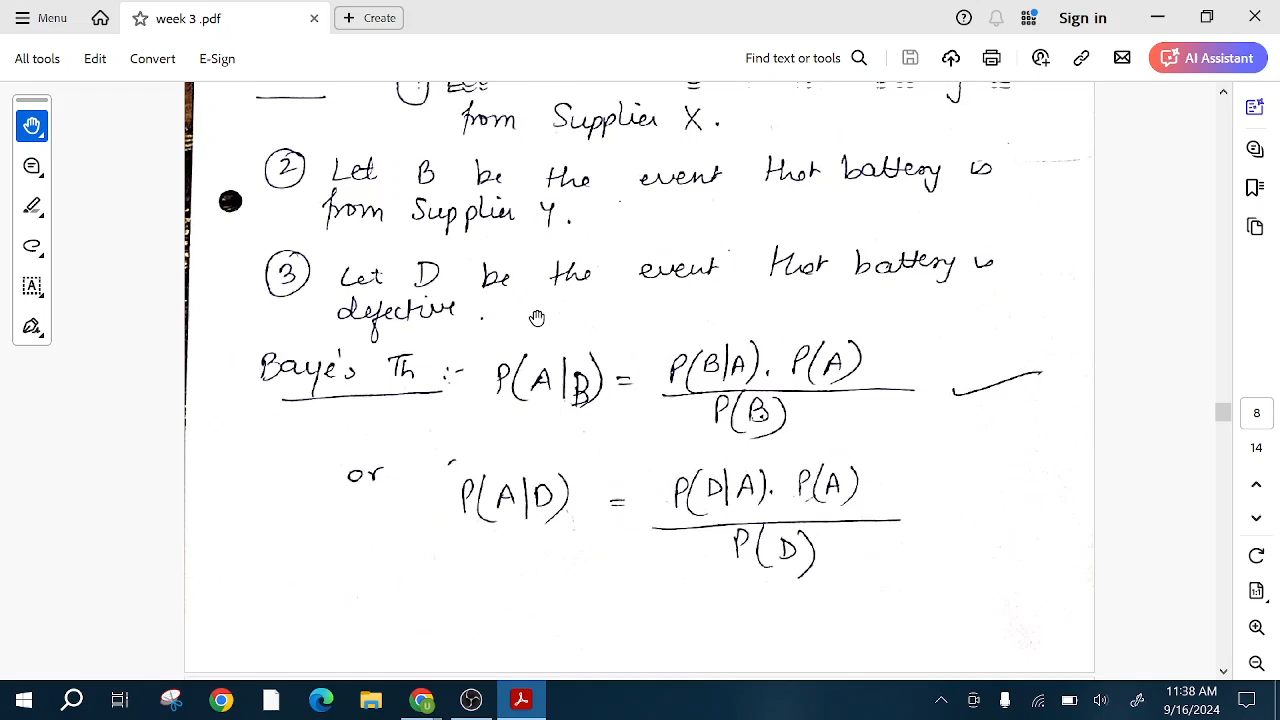 Menu
week 3 .pdf
Create
Sign in
All tools
Edit
Convert
E-Sign
Find text or tools
AI Assistant
from Supplier X.
② Let B be the event that battery is
from Supplier Y.
③ Let D be the event that battery is
defective.
Baye's Th :- P(A|B) = P(B|A). P(A)
P(B)
or P(A|D) = P(D|A). P(A)
P(D)
8
14
11:38 AM
9/16/2024